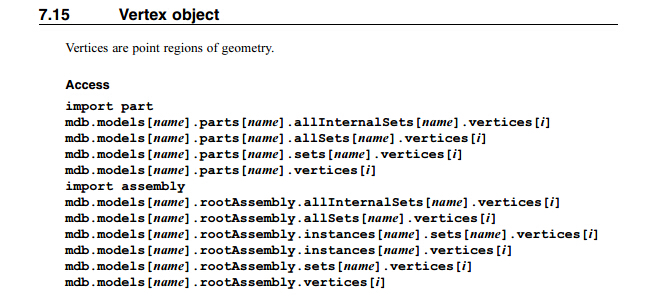 7.15 Vertex object
Vertices are point regions of geometry.
Access
import part
mdb.models[name].parts[name].allInternalSets[name].vertices[i]
mdb.models[name].parts[name].allSets[name].vertices[i]
mdb.models[name].parts[name].sets[name].vertices[i]
mdb.models[name].parts[name].vertices[i]
import assembly
mdb.models[name].rootAssembly.allInternalSets[name].vertices[i]
mdb.models[name].rootAssembly.allSets[name].vertices[i]
mdb.models[name].rootAssembly.instances[name].sets[name].vertices[i]
mdb.models[name].rootAssembly.instances[name].vertices[i]
mdb.models[name].rootAssembly.sets[name].vertices[i]
mdb.models[name].rootAssembly.vertices[i]